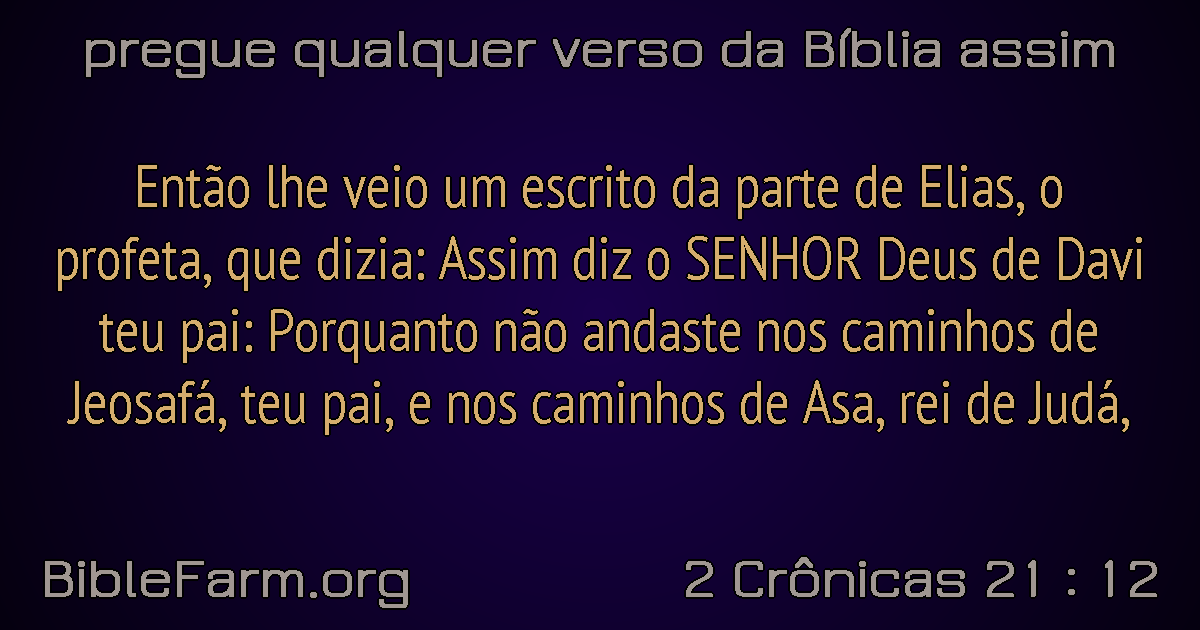 pregue qualquer verso da Bíblia assim
Então lhe veio um escrito da parte de Elias, o
profeta, que dizia: Assim diz o SENHOR Deus de Davi
teu pai: Porquanto não andaste nos caminhos de
Jeosafá, teu pai, e nos caminhos de Asa, rei de Judá,
BibleFarm.org
2 Crônicas 21 : 12